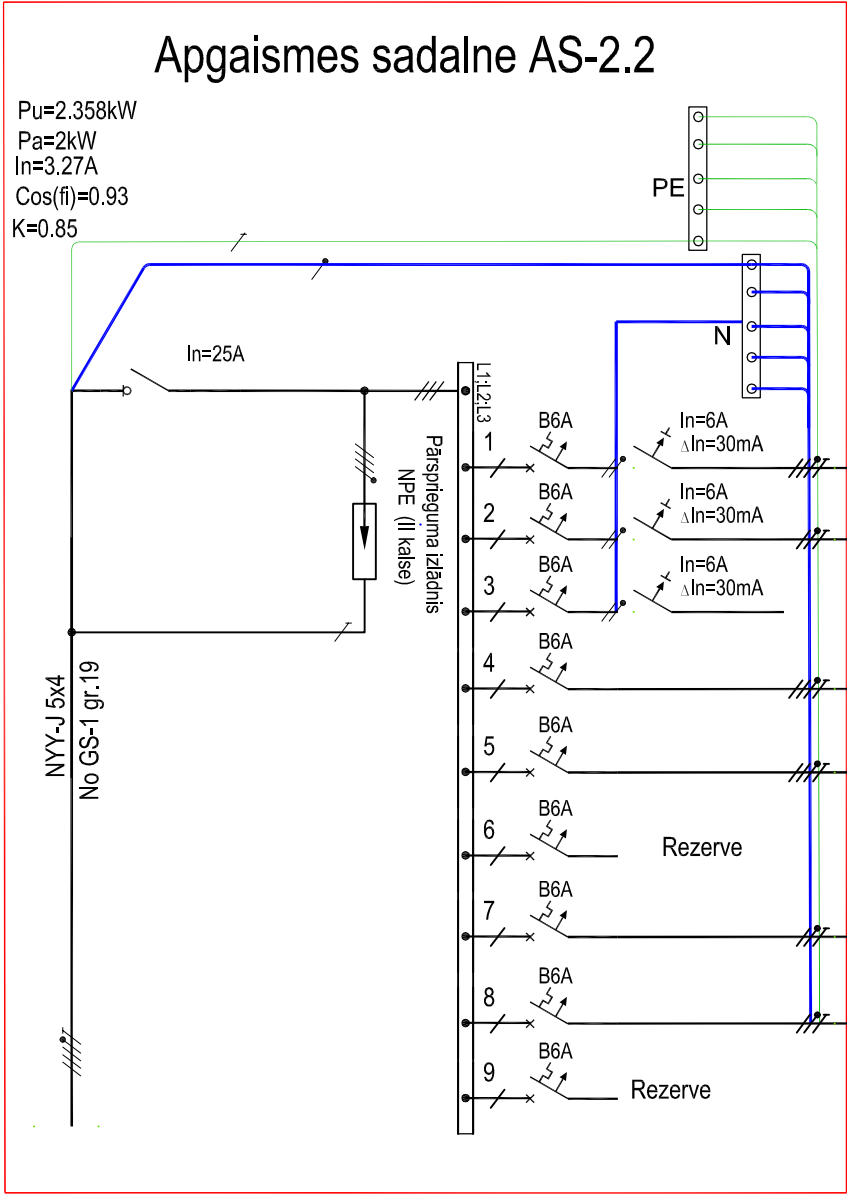 Apgaismes sadalne AS-2.2
Pu=2.358kW
Pa=2kW
In=3.27A
Cos(fi)=0.93
K=0.85
PE
N
In=25A
L1;L2;L3
Pārsprieguma izlādnis
NPE (II kalse)
NYY-J 5x4
No GS-1 gr.19
1
B6A
In=6A
ΔIn=30mA
2
B6A
In=6A
ΔIn=30mA
3
B6A
In=6A
ΔIn=30mA
4
B6A
5
B6A
6
B6A
Rezerve
7
B6A
8
B6A
9
B6A
Rezerve